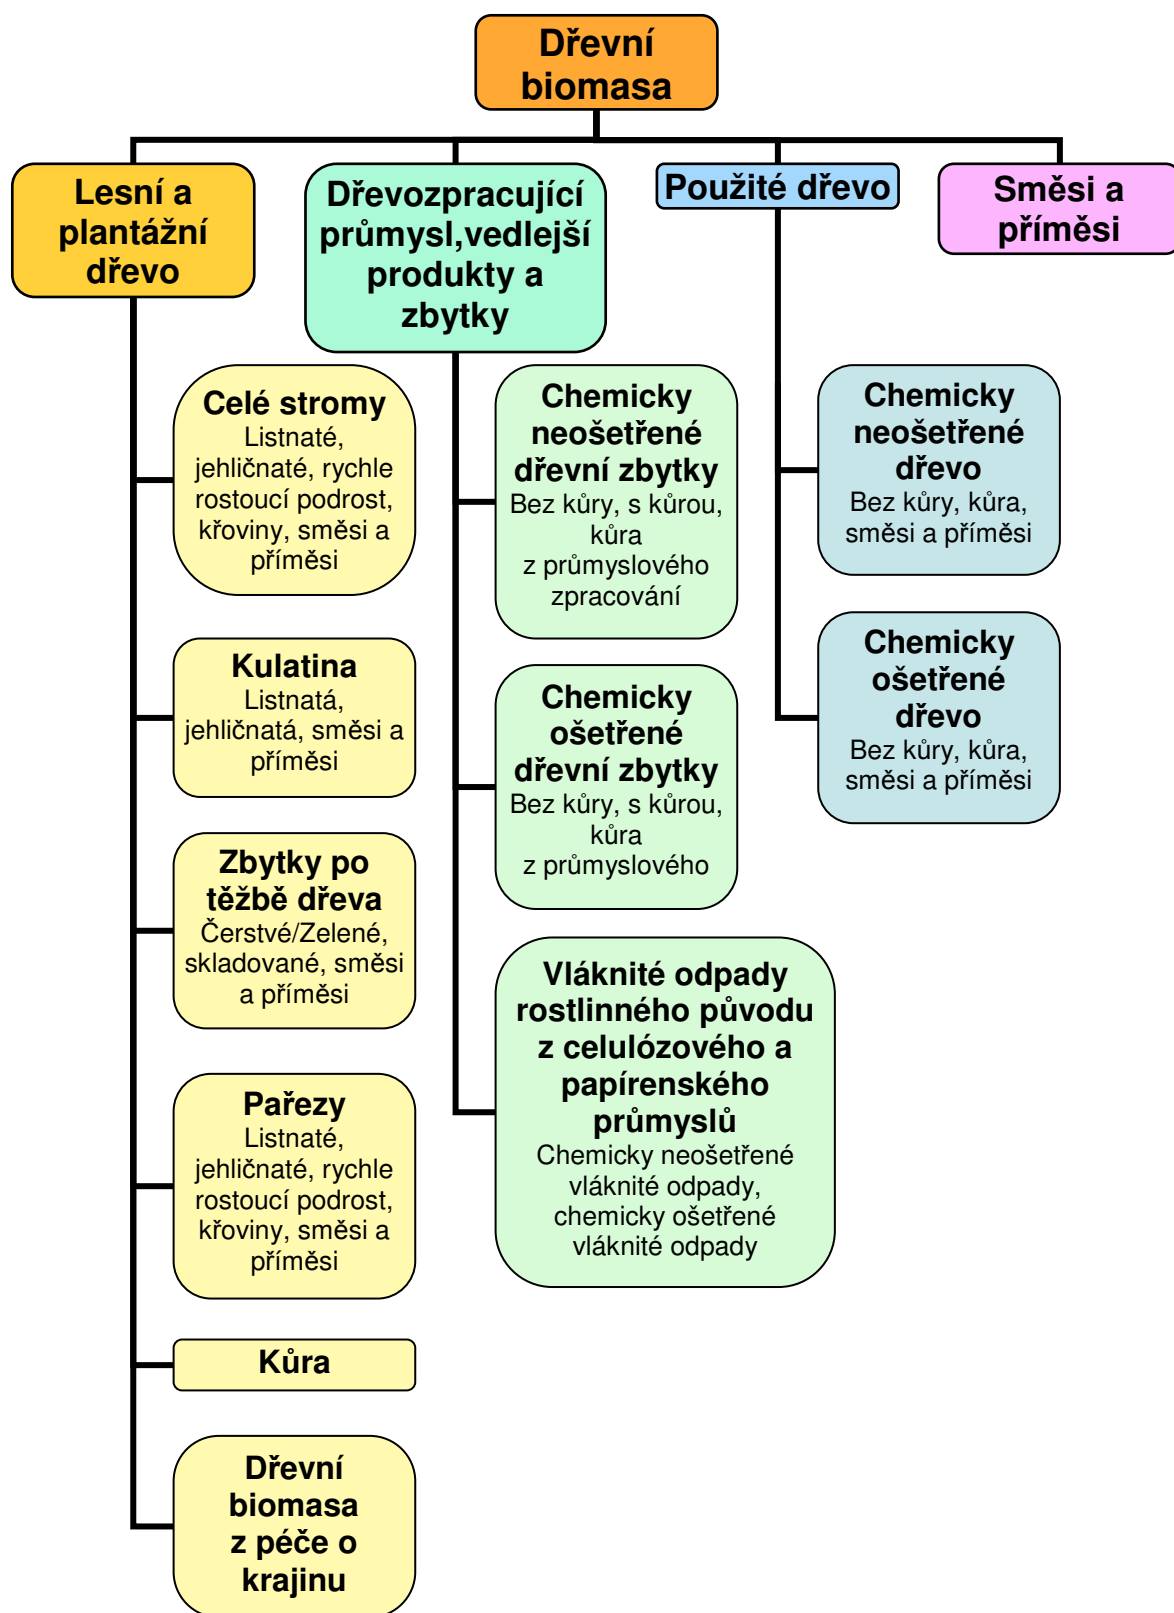 Dřevní
biomasa
Lesní a
plantážní
dřevo
Dřevozpracující
průmysl,vedlejší
produkty a
zbytky
Použité dřevo
Směsi a
příměsi
Celé stromy
Listnaté,
jehličnaté, rychle
rostoucí podrost,
křoviny, směsi a
příměsi
Kulatina
Listnatá,
jehličnatá, směsi a
příměsi
Zbytky po
těžbě dřeva
Čerstvé/Zelené,
skladované, směsi
a příměsi
Pařezy
Listnaté,
jehličnaté, rychle
rostoucí podrost,
křoviny, směsi a
příměsi
Kůra
Dřevní
biomasa
z péče o
krajinu
Chemicky
neošetřené
dřevní zbytky
Bez kůry, s kůrou,
kůra
z průmyslového
zpracování
Chemicky
ošetřené
dřevní zbytky
Bez kůry, s kůrou,
kůra
z průmyslového
Vláknité odpady
rostlinného původu
z celulózového a
papírenského
průmyslů
Chemicky neošetřené
vláknité odpady,
chemicky ošetřené
vláknité odpady
Chemicky
neošetřené
dřevo
Bez kůry, kůra,
směsi a příměsi
Chemicky
ošetřené
dřevo
Bez kůry, kůra,
směsi a příměsi